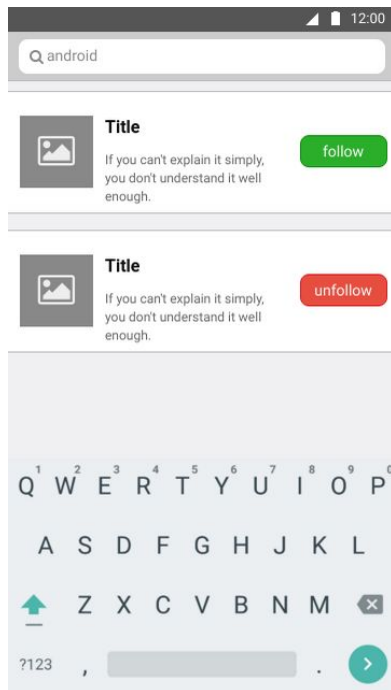 12:00
android
Title
If you can't explain it simply,
you don't understand it well
enough.
follow
Title
If you can't explain it simply,
you don't understand it well
enough.
unfollow
1 2 3 4 5 6 7 8 9 0
Q W E R T Y U I O P
A S D F G H J K L
Z X C V B N M
?123 , .